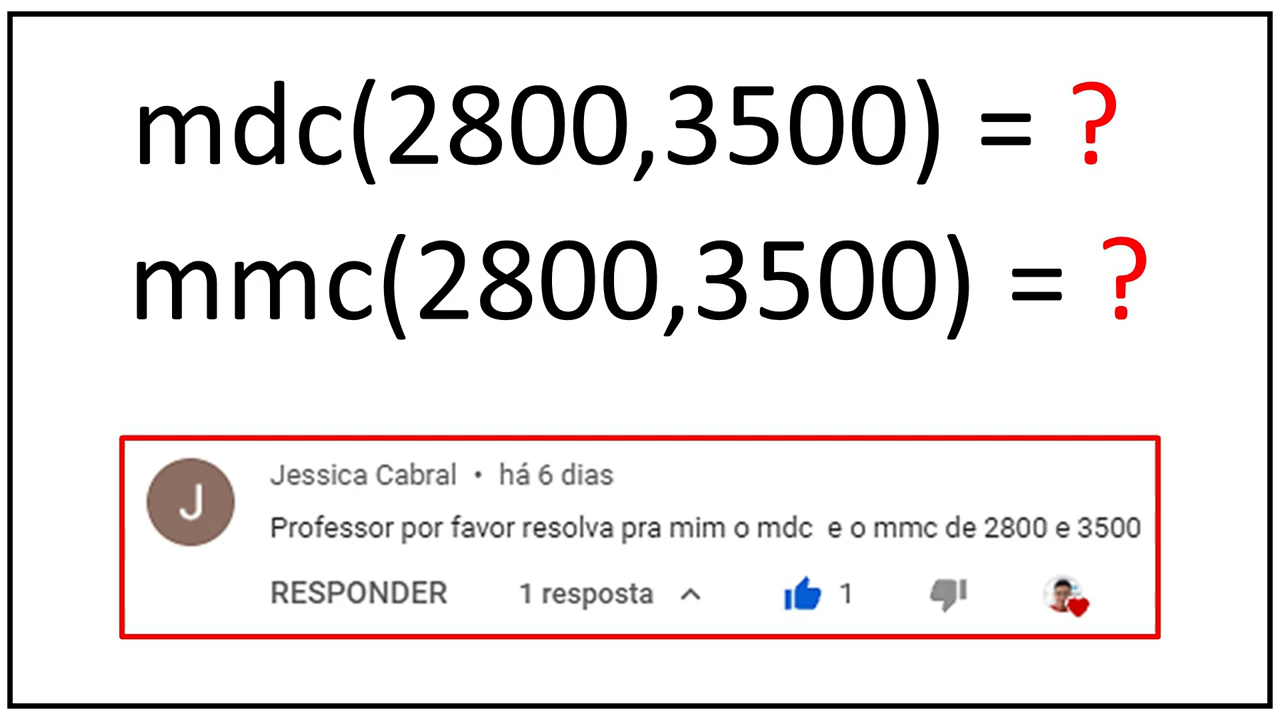 mdc(2800,3500) = ?
mmc(2800,3500) = ?
J
Jessica Cabral • há 6 dias
Professor por favor resolva pra mim o mdc e o mmc de 2800 e 3500
RESPONDER 1 resposta 1